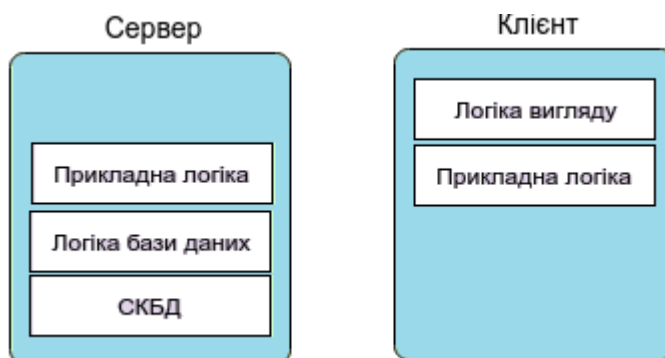 Сервер
Прикладна логіка
Логіка бази даних
СКБД
Клієнт
Логіка вигляду
Прикладна логіка